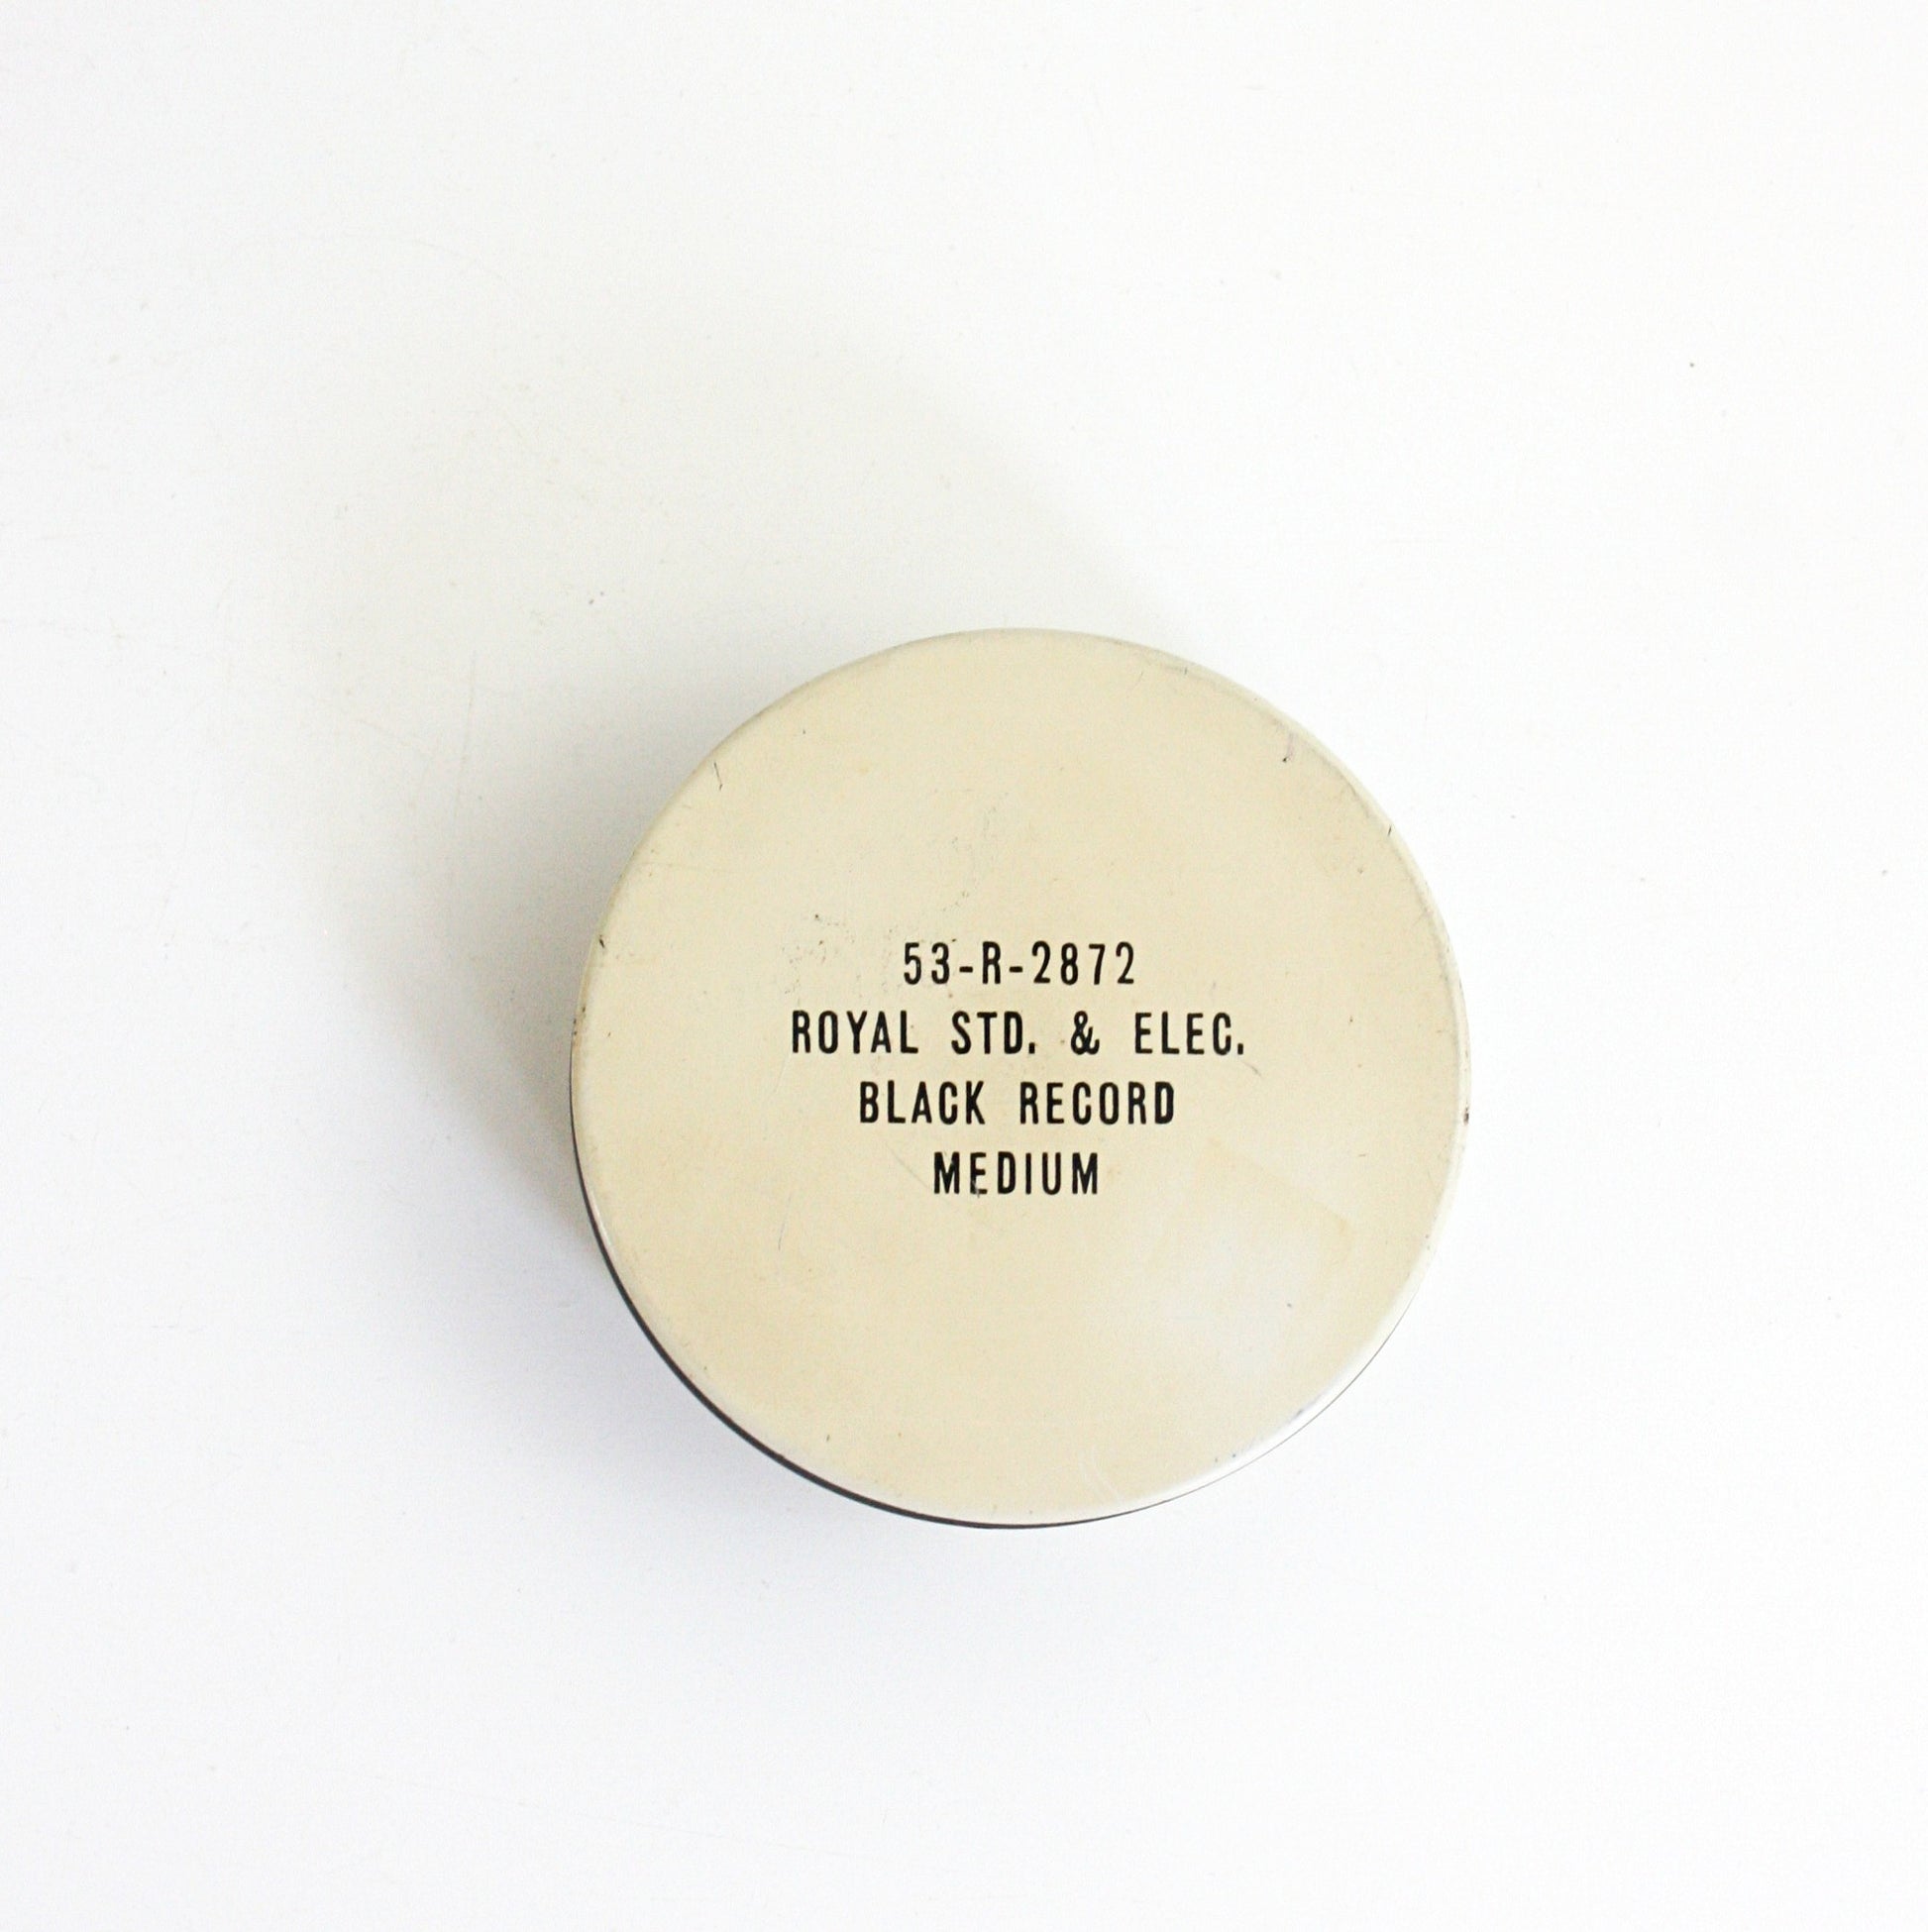 53-R-2872
ROYAL STD. & ELEC.
BLACK RECORD
MEDIUM